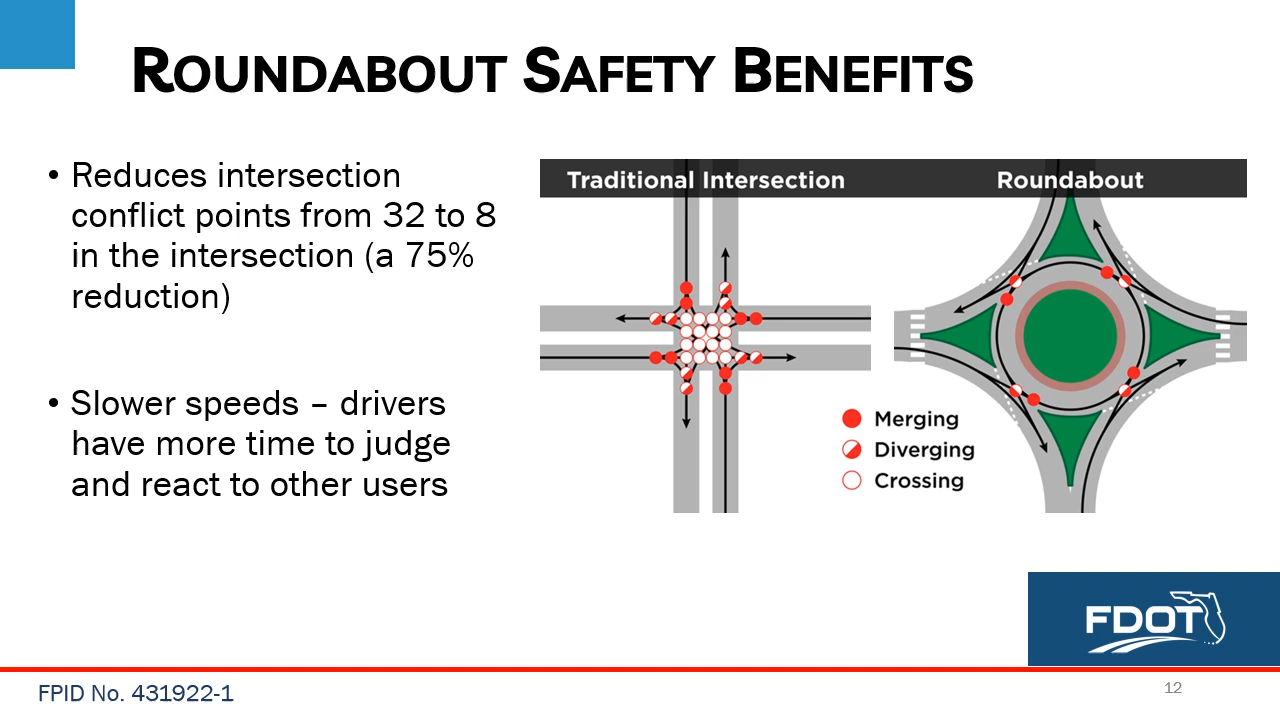 ROUNDABOUT SAFETY BENEFITS
• Reduces intersection
conflict points from 32 to 8
in the intersection (a 75%
reduction)
• Slower speeds – drivers
have more time to judge
and react to other users
Traditional Intersection
Roundabout
Merging
Diverging
Crossing
FDOT
FPID No. 431922-1
12